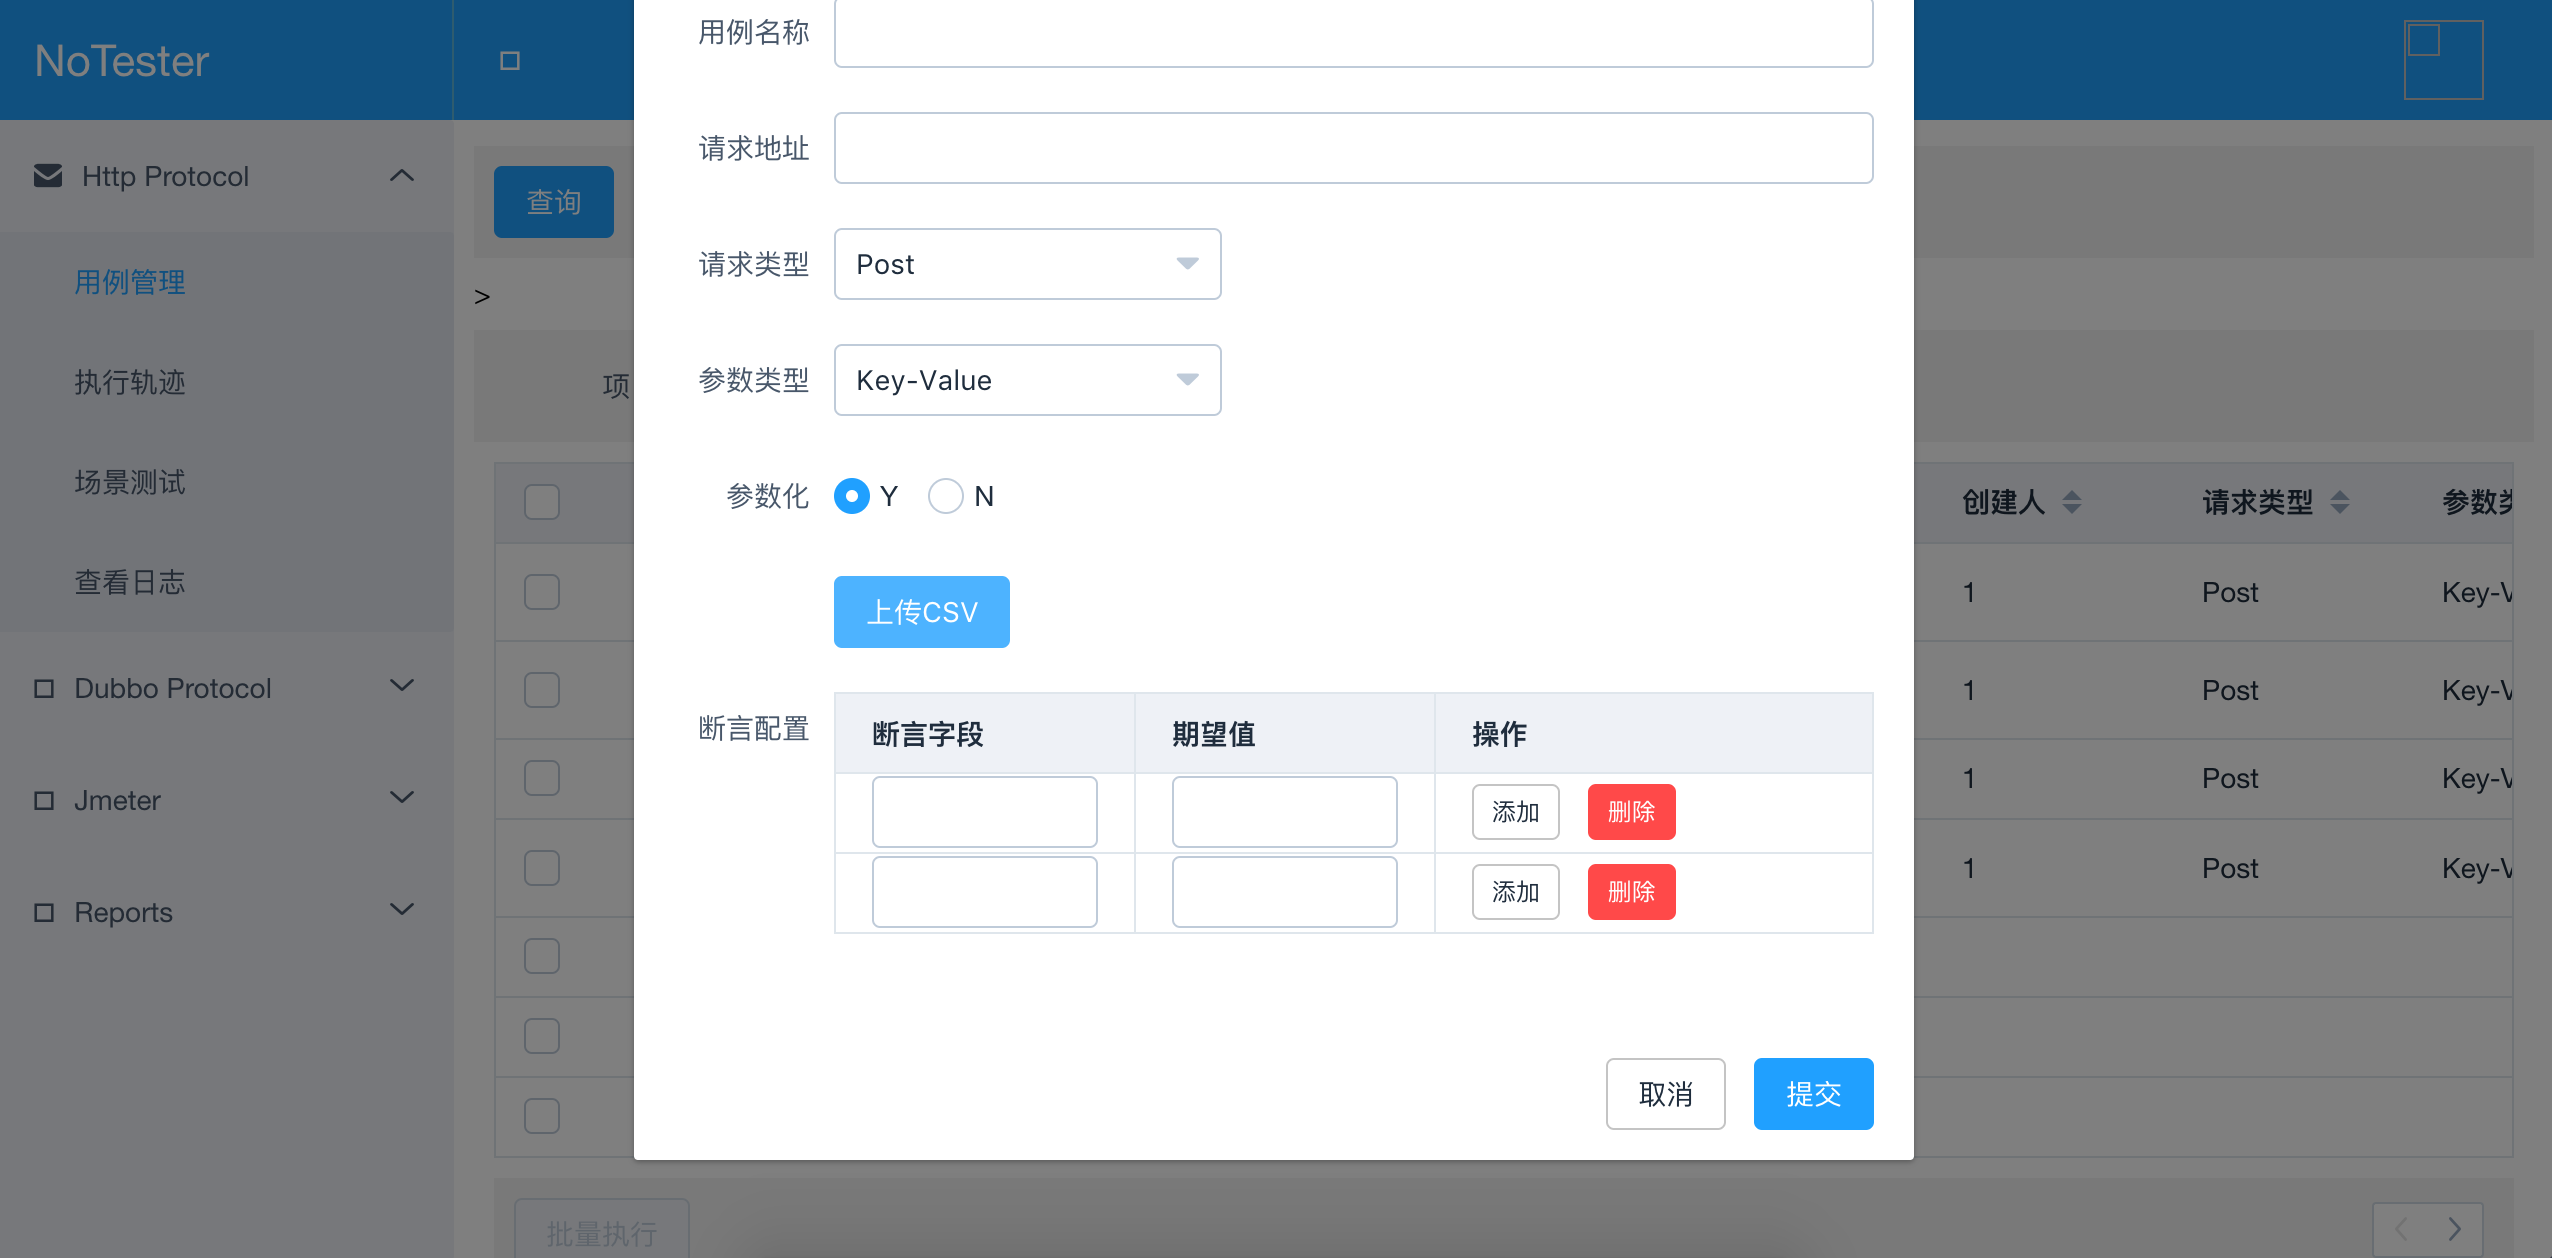 NoTester
Http Protocol
用例管理
执行轨迹
场景测试
查看日志
Dubbo Protocol
Jmeter
Reports
查询
>
项
创建人
请求类型
参数类
1
Post
Key-V
1
Post
Key-V
1
Post
Key-V
1
Post
Key-V
批量执行
用例名称
请求地址
请求类型
Post
参数类型
Key-Value
参数化
Y
N
上传CSV
断言配置
断言字段
期望值
操作
添加
删除
添加
删除
取消
提交